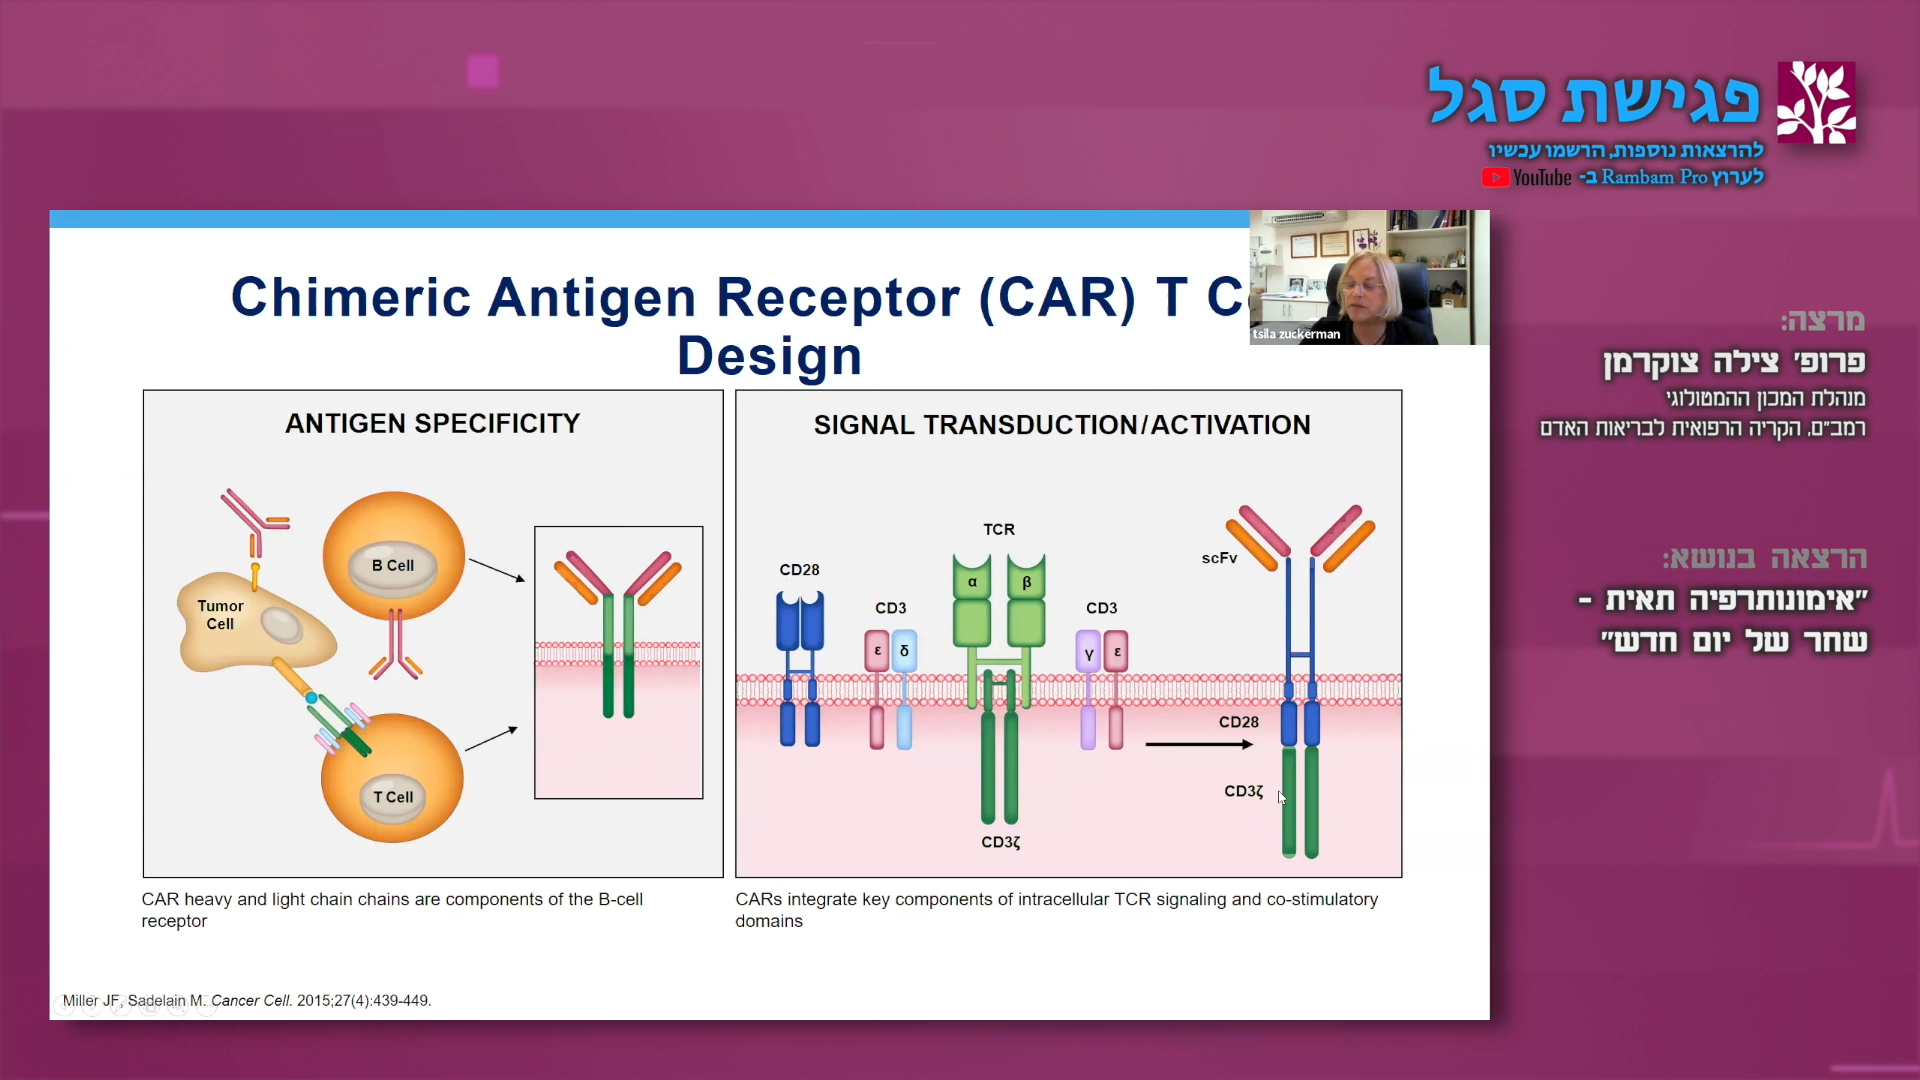 פגישת סגל
להרצאות נוספות, הרשמו עכשיו
לערוץ Rambam Pro ב- YouTube
מרצה:
פרופ׳ צילה צוקרמן
מנהלת המכון ההמטולוגי
רמב״ם, הקריה הרפואית לבריאות האדם
הרצאה בנושא:
״אימונותרפיה תאית -
שחר של יום חדש״
Chimeric Antigen Receptor (CAR) T C
Design
tsila zuckerman
ANTIGEN SPECIFICITY
B Cell
Tumor
Cell
T Cell
CAR heavy and light chain chains are components of the B-cell
receptor
SIGNAL TRANSDUCTION/ACTIVATION
TCR
scFv
CD28
α
β
CD3
CD3
ε
δ
γ
ε
CD28
CD3ζ
CD3ζ
CARs integrate key components of intracellular TCR signaling and co-stimulatory
domains
Miller JF, Sadelain M. Cancer Cell. 2015;27(4):439-449.